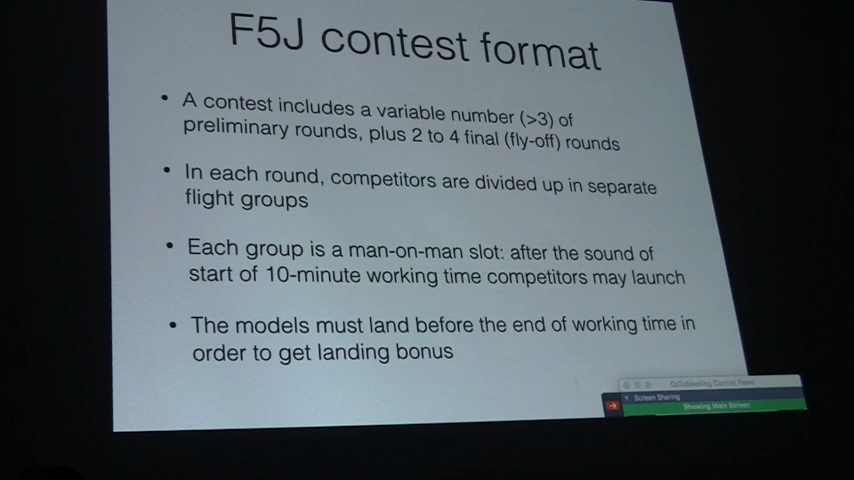 F5J contest format
• A contest includes a variable number (>3) of
preliminary rounds, plus 2 to 4 final (fly-off) rounds
• In each round, competitors are divided up in separate
flight groups
• Each group is a man-on-man slot: after the sound of
start of 10-minute working time competitors may launch
• The models must land before the end of working time in
order to get landing bonus
GoToMeeting Control Panel
Screen Sharing
Showing Main Screen